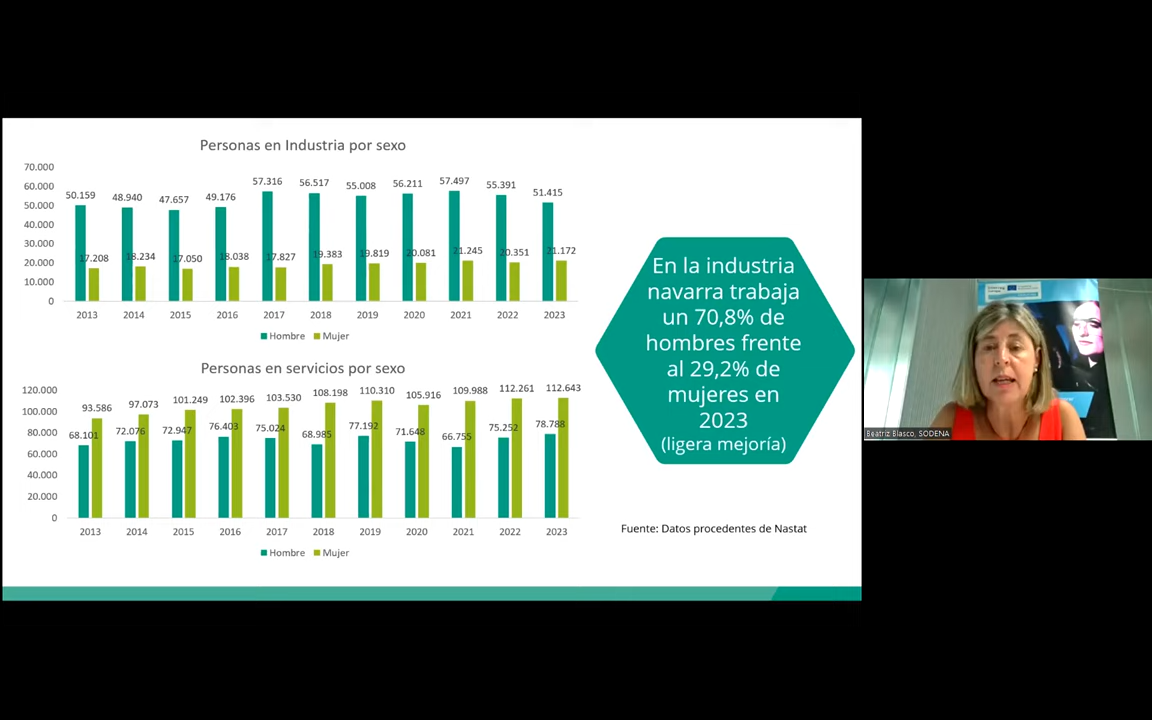 Personas en Industria por sexo
70.000
60.000
50.000
40.000
30.000
20.000
10.000
0
50.159 48.940 47.657 49.176 57.316 56.517 55.008 56.211 57.497 55.391 51.415
17.208 18.234 17.050 18.038 17.827 19.383 19.819 20.081 21.245 20.351 21.172
2013 2014 2015 2016 2017 2018 2019 2020 2021 2022 2023
Hombre Mujer
Personas en servicios por sexo
120.000
100.000
80.000
60.000
40.000
20.000
0
93.586 97.073 101.249 102.396 103.530 108.198 110.310 105.916 109.988 112.261 112.643
68.101 72.076 72.947 76.403 75.024 68.985 77.192 71.648 66.755 75.252 78.788
2013 2014 2015 2016 2017 2018 2019 2020 2021 2022 2023
Hombre Mujer
En la industria
navarra trabaja
un 70,8% de
hombres frente
al 29,2% de
mujeres en
2023
(ligera mejoría)
Fuente: Datos procedentes de Nastat
Beatriz Blasco, SODENA